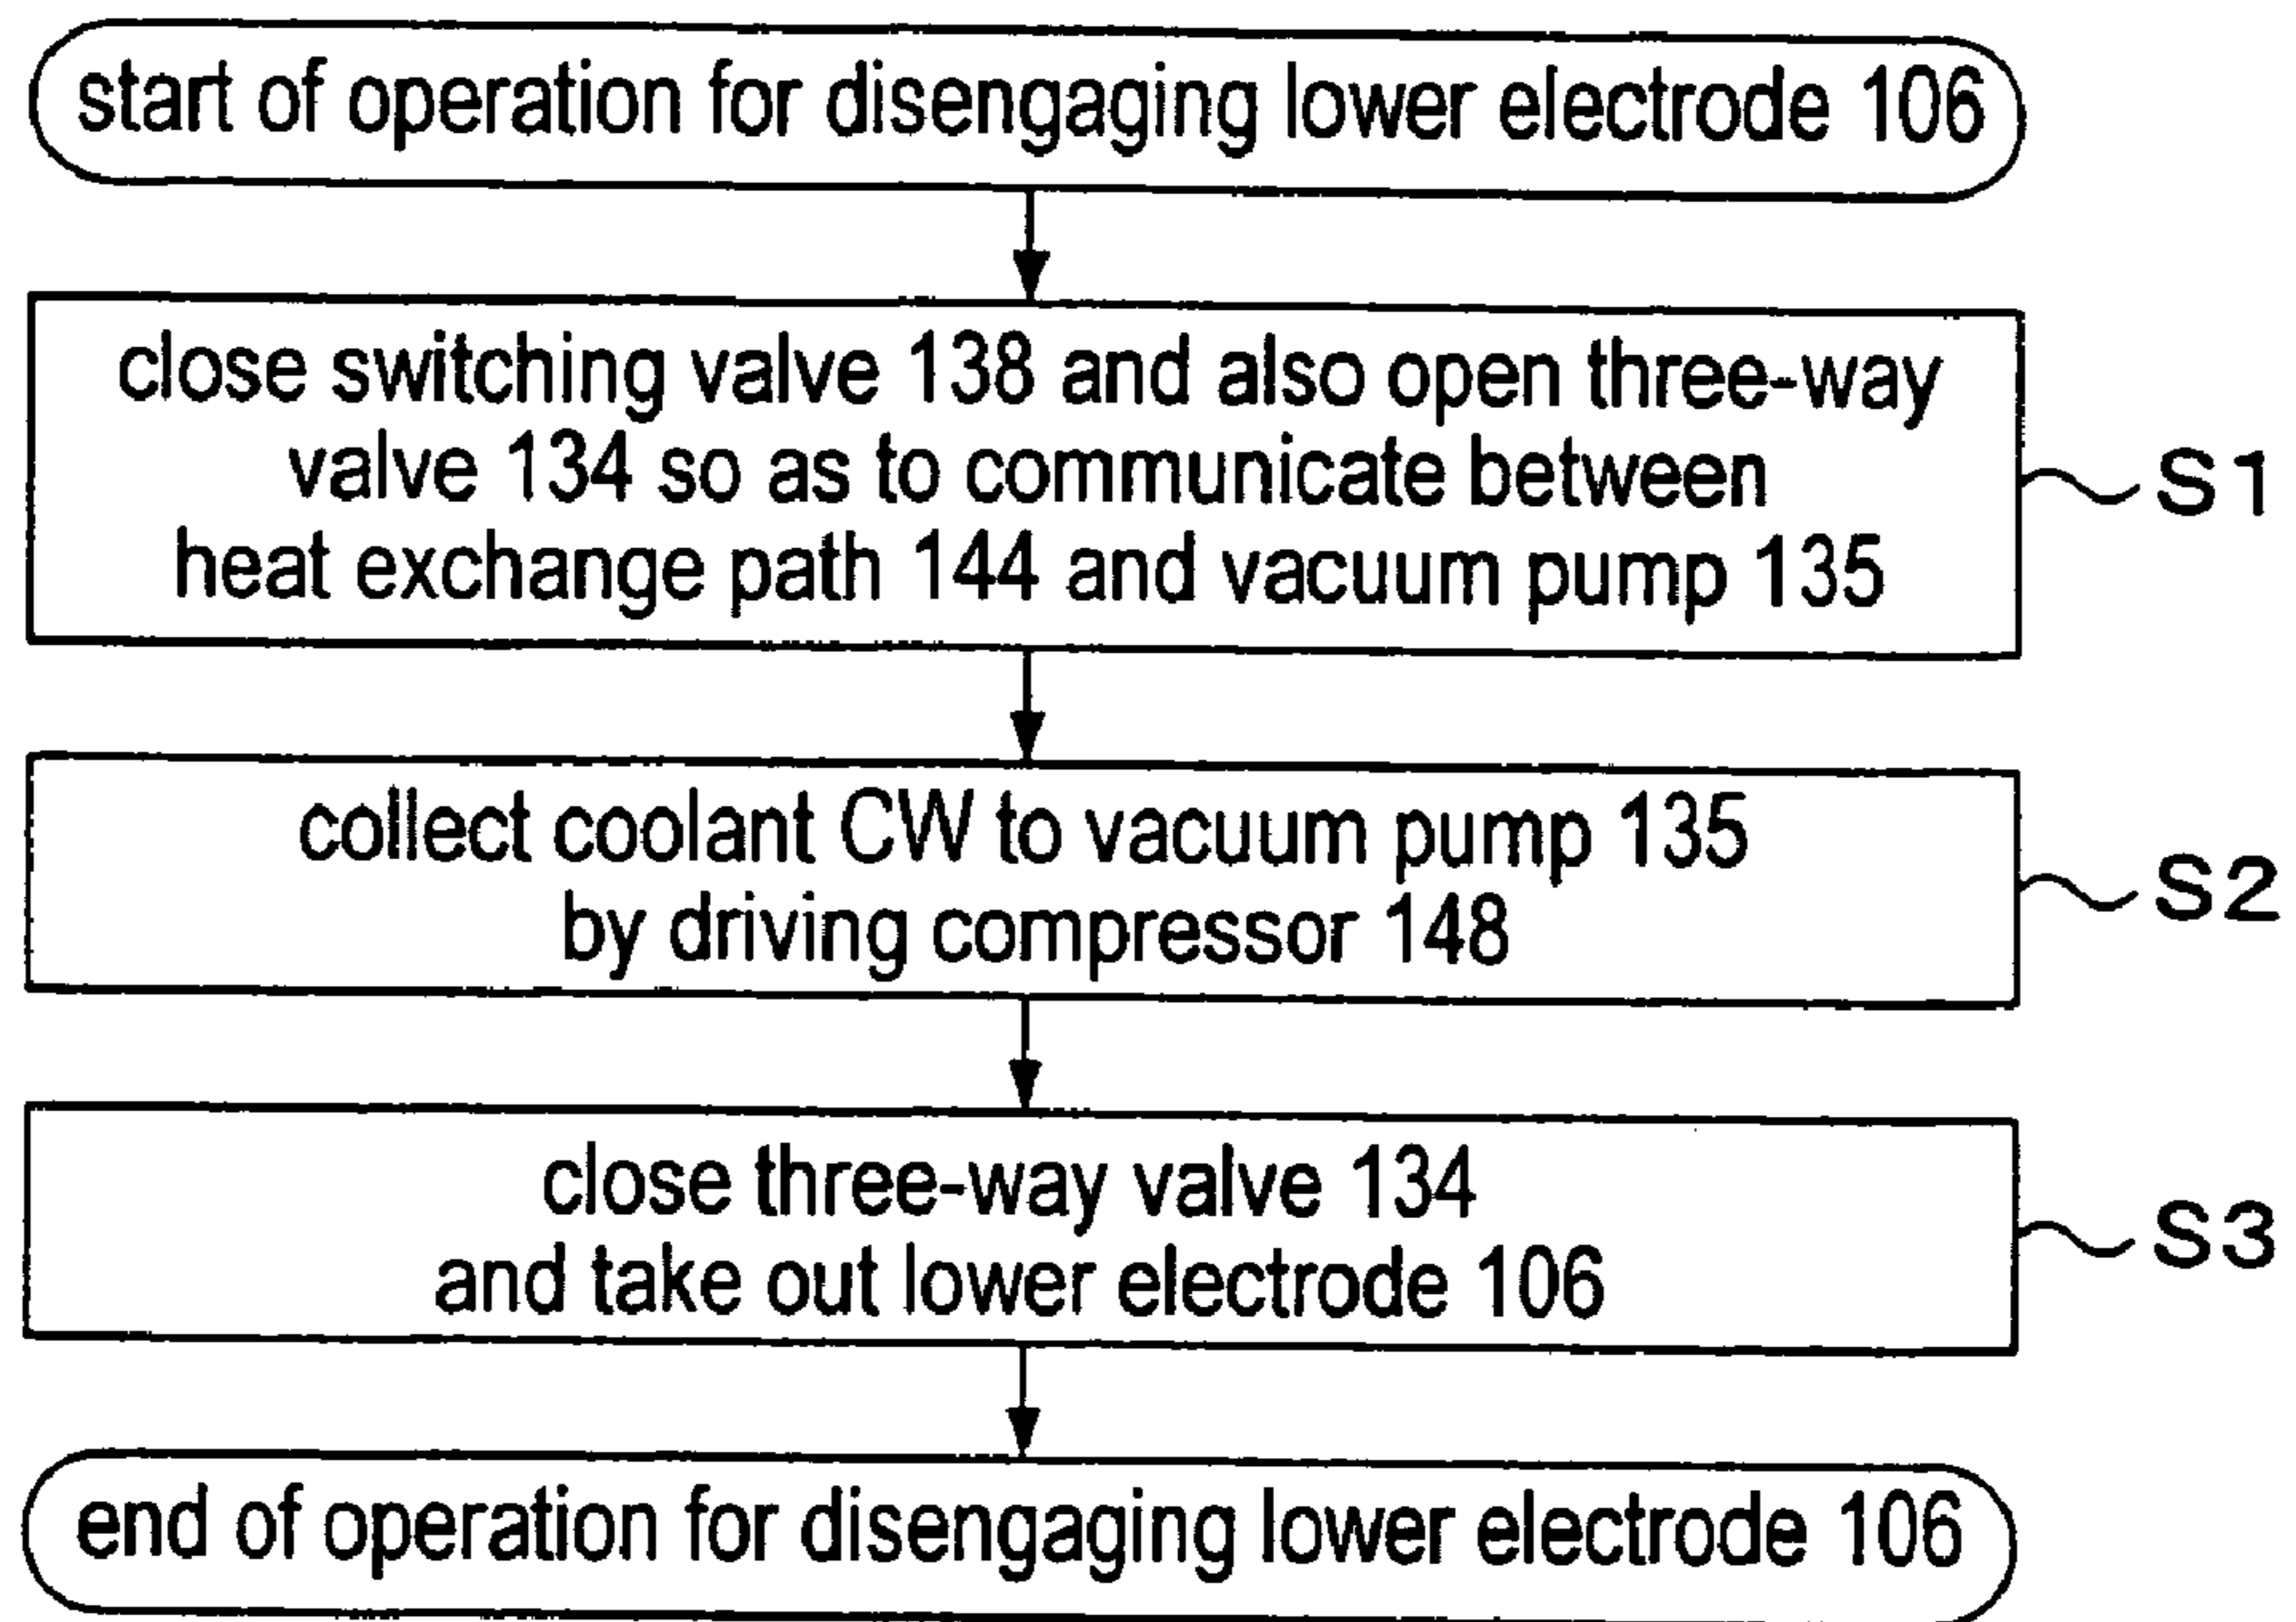 start of operation for disengaging lower electrode 106
close switching valve 138 and also open three-way
valve 134 so as to communicate between
heat exchange path 144 and vacuum pump 135
S1
collect coolant CW to vacuum pump 135
by driving compressor 148
S2
close three-way valve 134
and take out lower electrode 106
S3
end of operation for disengaging lower electrode 106